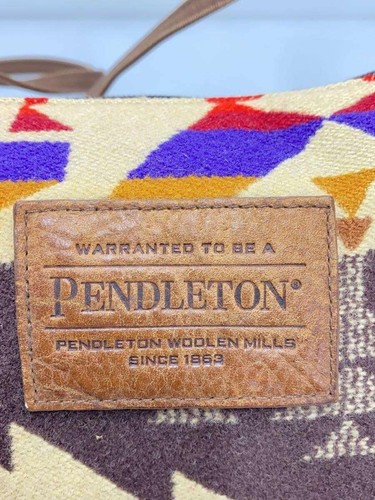 WARRANTED TO BE A
PENDLETON®
PENDLETON WOOLEN MILLS
SINCE 1863